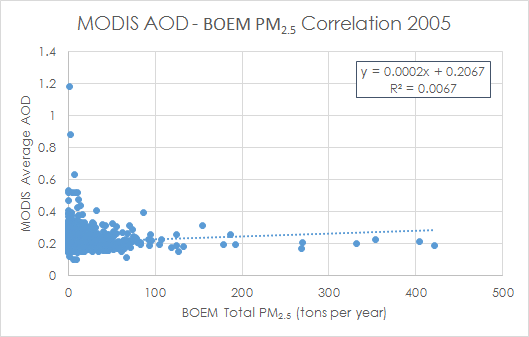 MODIS AOD - BOEM PM2.5 Correlation 2005
y = 0.0002x + 0.2067
R² = 0.0067
MODIS Average AOD
1.4
1.2
1
0.8
0.6
0.4
0.2
0
0 100 200 300 400 500
BOEM Total PM2.5 (tons per year)